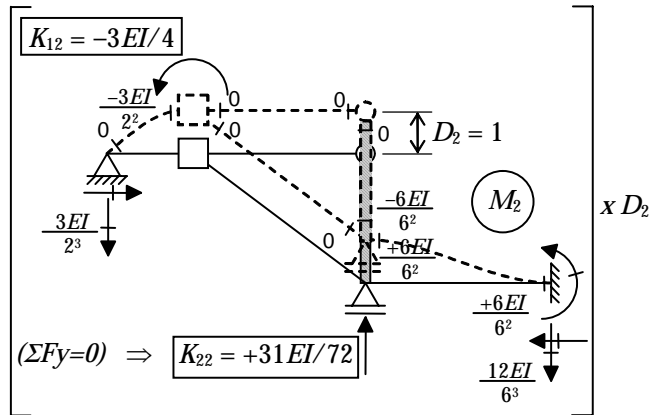 K₁₂ = −3EI/4
−3EI/2²
0
0
0
0
0
0
D₂ = 1
−6EI/6²
M₂
x D₂
3EI/2³
0
+6EI/6²
+6EI/6²
(ΣFy=0) ⇒ K₂₂ = +31EI/72
12EI/6³